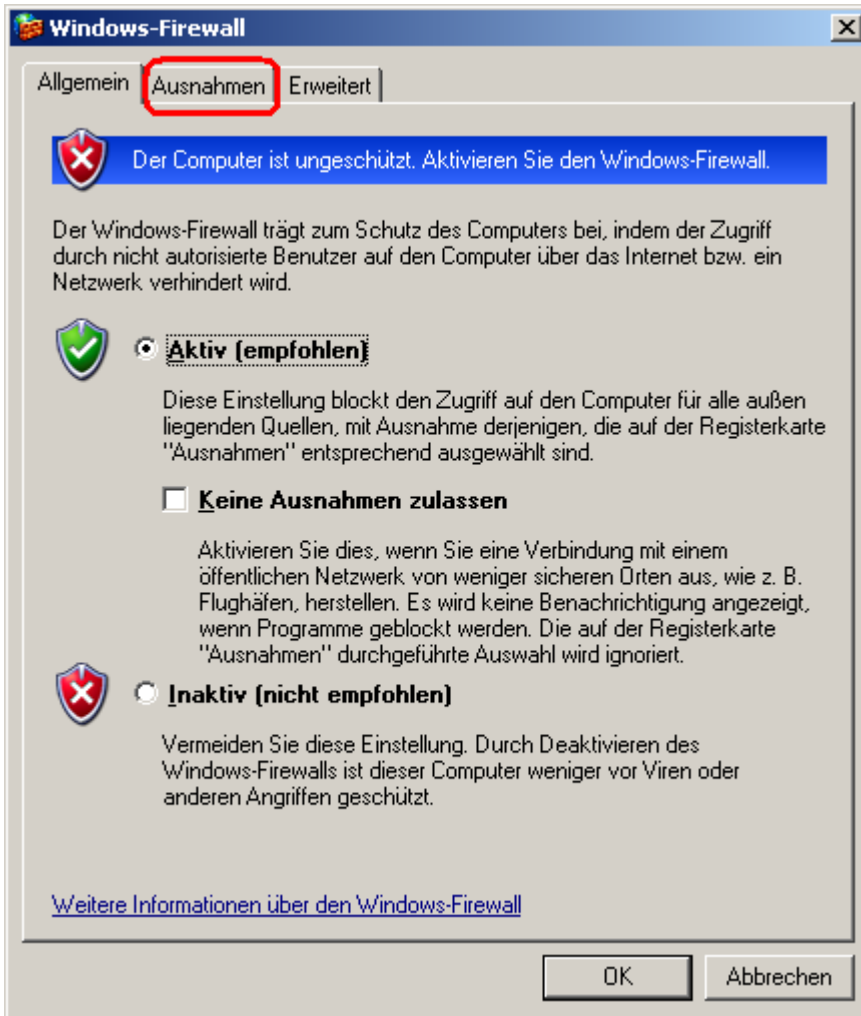 Windows-Firewall
Allgemein Ausnahmen Erweitert
Der Computer ist ungeschützt. Aktivieren Sie den Windows-Firewall.
Der Windows-Firewall trägt zum Schutz des Computers bei, indem der Zugriff
durch nicht autorisierte Benutzer auf den Computer über das Internet bzw. ein
Netzwerk verhindert wird.
Aktiv (empfohlen)
Diese Einstellung blockt den Zugriff auf den Computer für alle außen
liegenden Quellen, mit Ausnahme derjenigen, die auf der Registerkarte
"Ausnahmen" entsprechend ausgewählt sind.
Keine Ausnahmen zulassen
Aktivieren Sie dies, wenn Sie eine Verbindung mit einem
öffentlichen Netzwerk von weniger sicheren Orten aus, wie z. B.
Flughäfen, herstellen. Es wird keine Benachrichtigung angezeigt,
wenn Programme geblockt werden. Die auf der Registerkarte
"Ausnahmen" durchgeführte Auswahl wird ignoriert.
Inaktiv (nicht empfohlen)
Vermeiden Sie diese Einstellung. Durch Deaktivieren des
Windows-Firewalls ist dieser Computer weniger vor Viren oder
anderen Angriffen geschützt.
Weitere Informationen über den Windows-Firewall
OK Abbrechen